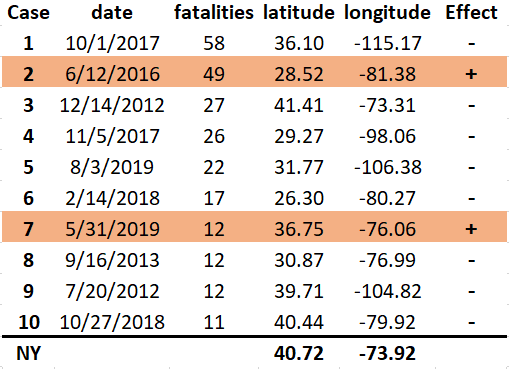 Case date fatalities latitude longitude Effect
1 10/1/2017 58 36.10 -115.17 -
2 6/12/2016 49 28.52 -81.38 +
3 12/14/2012 27 41.41 -73.31 -
4 11/5/2017 26 29.27 -98.06 -
5 8/3/2019 22 31.77 -106.38 -
6 2/14/2018 17 26.30 -80.27 -
7 5/31/2019 12 36.75 -76.06 +
8 9/16/2013 12 30.87 -76.99 -
9 7/20/2012 12 39.71 -104.82 -
10 10/27/2018 11 40.44 -79.92 -
NY 40.72 -73.92